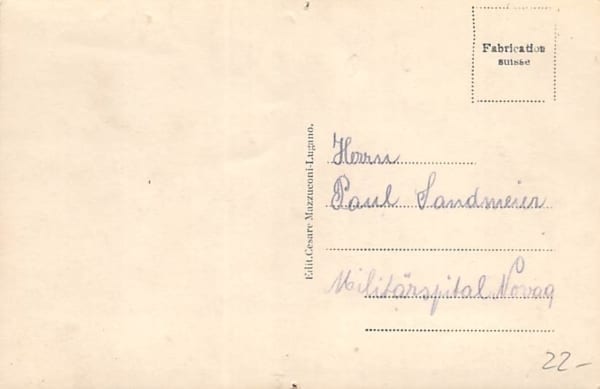 Fabrication
suisse
Edit. Cesare Mazzuconi-Lugano.
Herrn
Paul Sandmeier
Militärspital Novag
22-